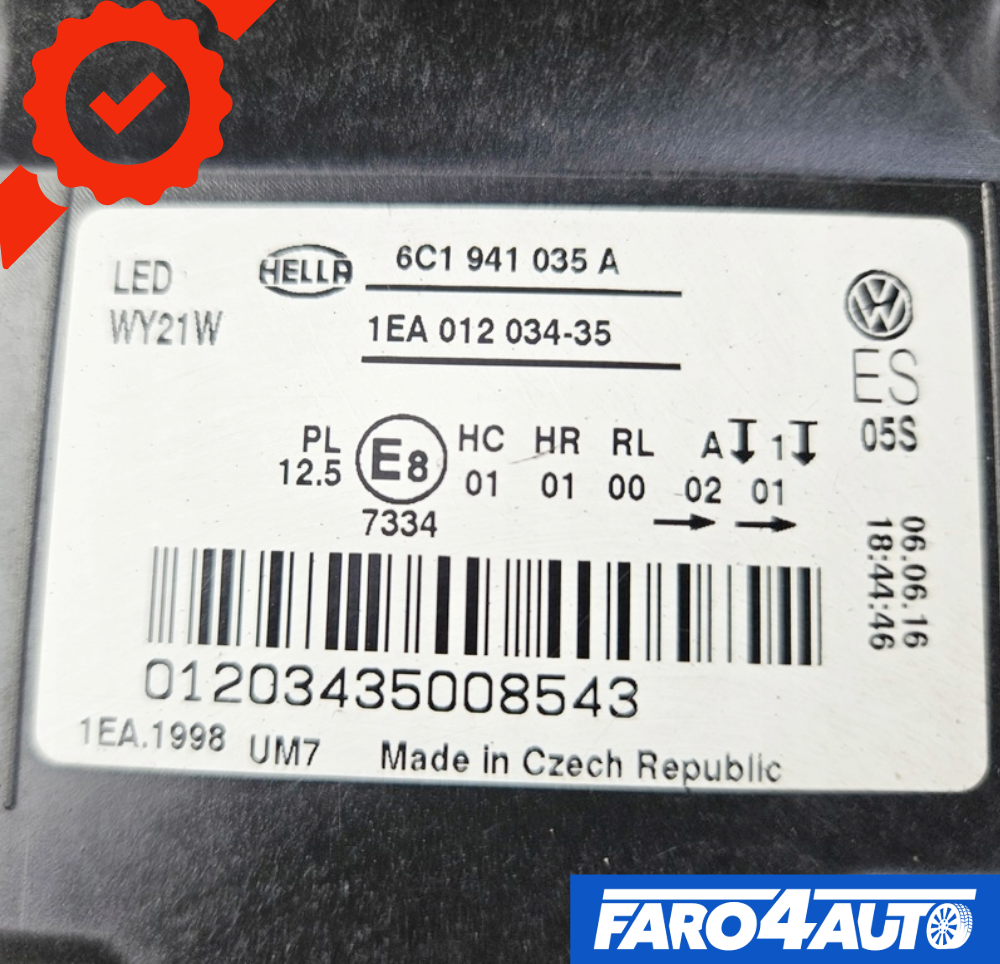 LED
WY21W
HELLA
6C1 941 035 A
1EA 012 034-35
ES
05S
PL
12.5
E8
7334
HC HR RL A 1
01 01 00 02 01
06.06.16
18:44:46
01203435008543
1EA.1998 UM7 Made in Czech Republic
FARO4AUTO